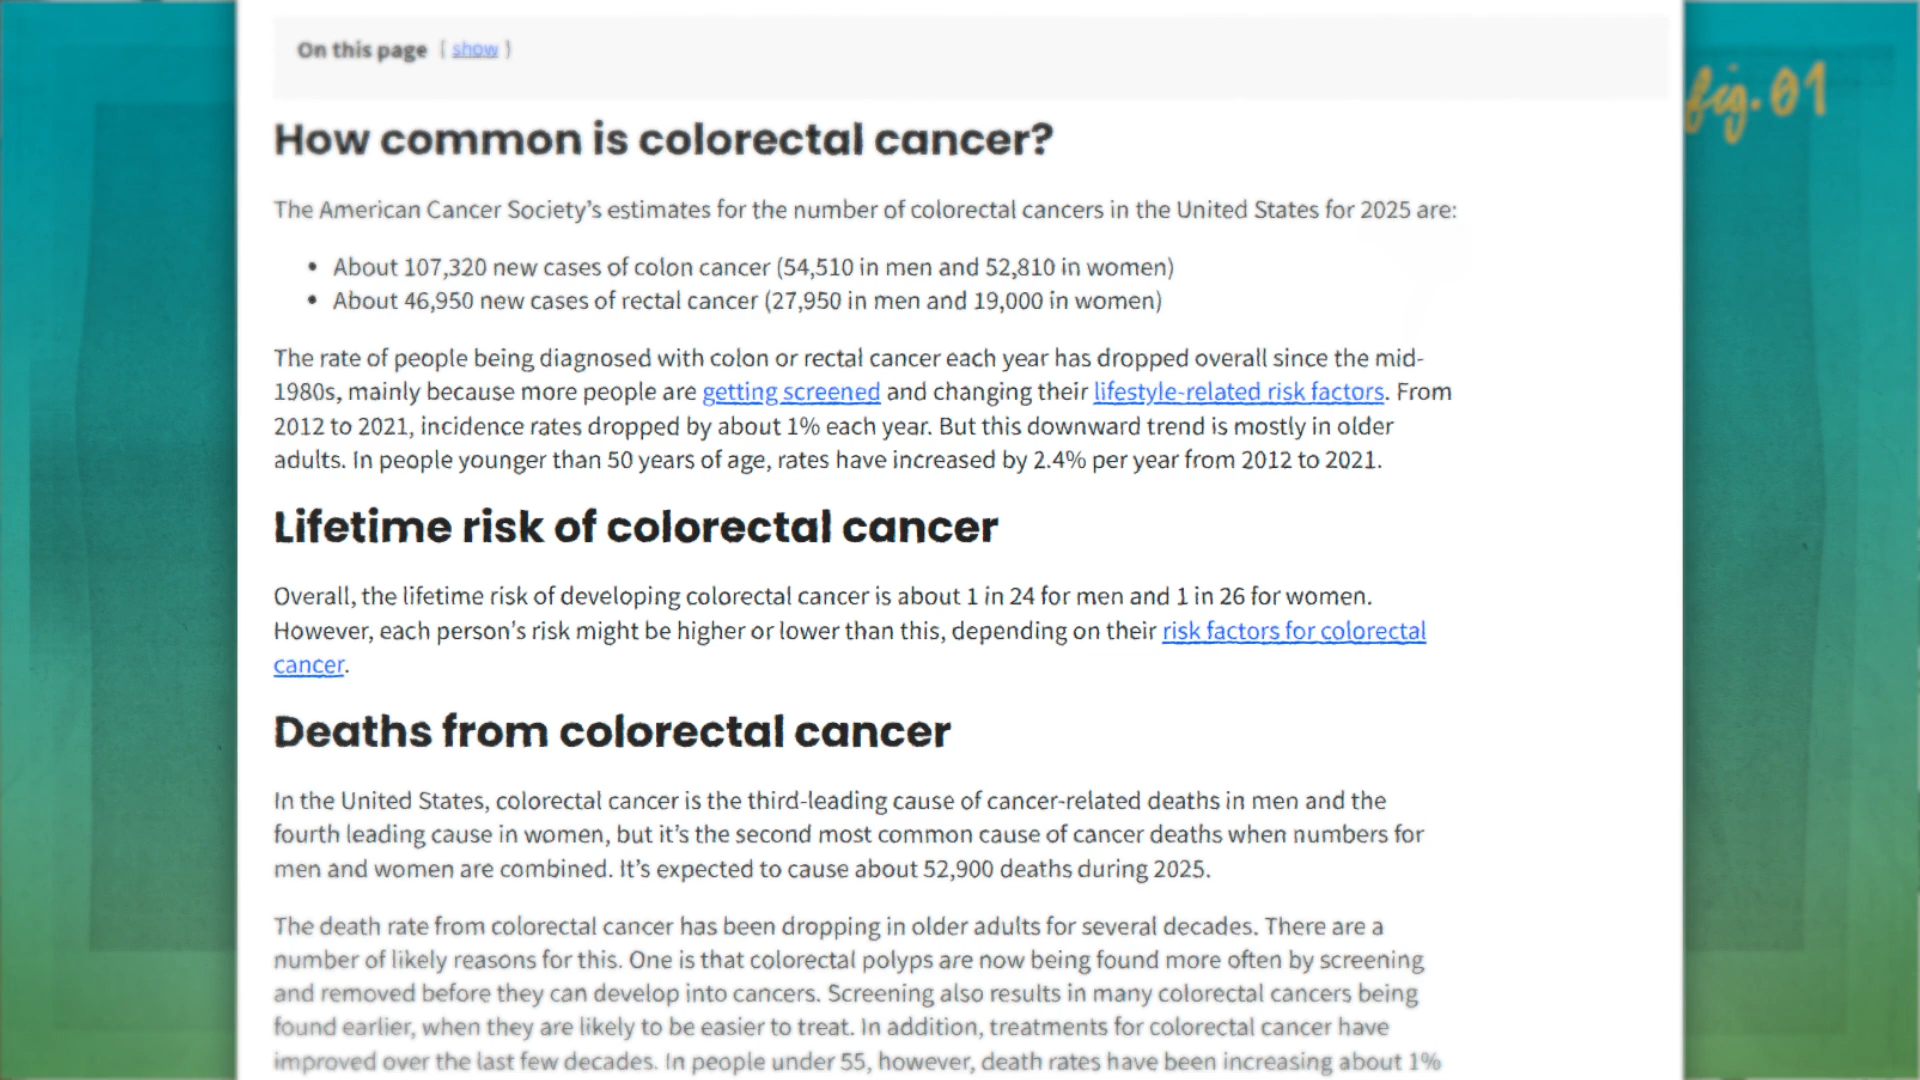 On this page [ show ]
fig. 01
How common is colorectal cancer?
The American Cancer Society's estimates for the number of colorectal cancers in the United States for 2025 are:
• About 107,320 new cases of colon cancer (54,510 in men and 52,810 in women)
• About 46,950 new cases of rectal cancer (27,950 in men and 19,000 in women)
The rate of people being diagnosed with colon or rectal cancer each year has dropped overall since the mid-
1980s, mainly because more people are getting screened and changing their lifestyle-related risk factors. From
2012 to 2021, incidence rates dropped by about 1% each year. But this downward trend is mostly in older
adults. In people younger than 50 years of age, rates have increased by 2.4% per year from 2012 to 2021.
Lifetime risk of colorectal cancer
Overall, the lifetime risk of developing colorectal cancer is about 1 in 24 for men and 1 in 26 for women.
However, each person's risk might be higher or lower than this, depending on their risk factors for colorectal
cancer.
Deaths from colorectal cancer
In the United States, colorectal cancer is the third-leading cause of cancer-related deaths in men and the
fourth leading cause in women, but it's the second most common cause of cancer deaths when numbers for
men and women are combined. It's expected to cause about 52,900 deaths during 2025.
The death rate from colorectal cancer has been dropping in older adults for several decades. There are a
number of likely reasons for this. One is that colorectal polyps are now being found more often by screening
and removed before they can develop into cancers. Screening also results in many colorectal cancers being
found earlier, when they are likely to be easier to treat. In addition, treatments for colorectal cancer have
improved over the last few decades. In people under 55, however, death rates have been increasing about 1%